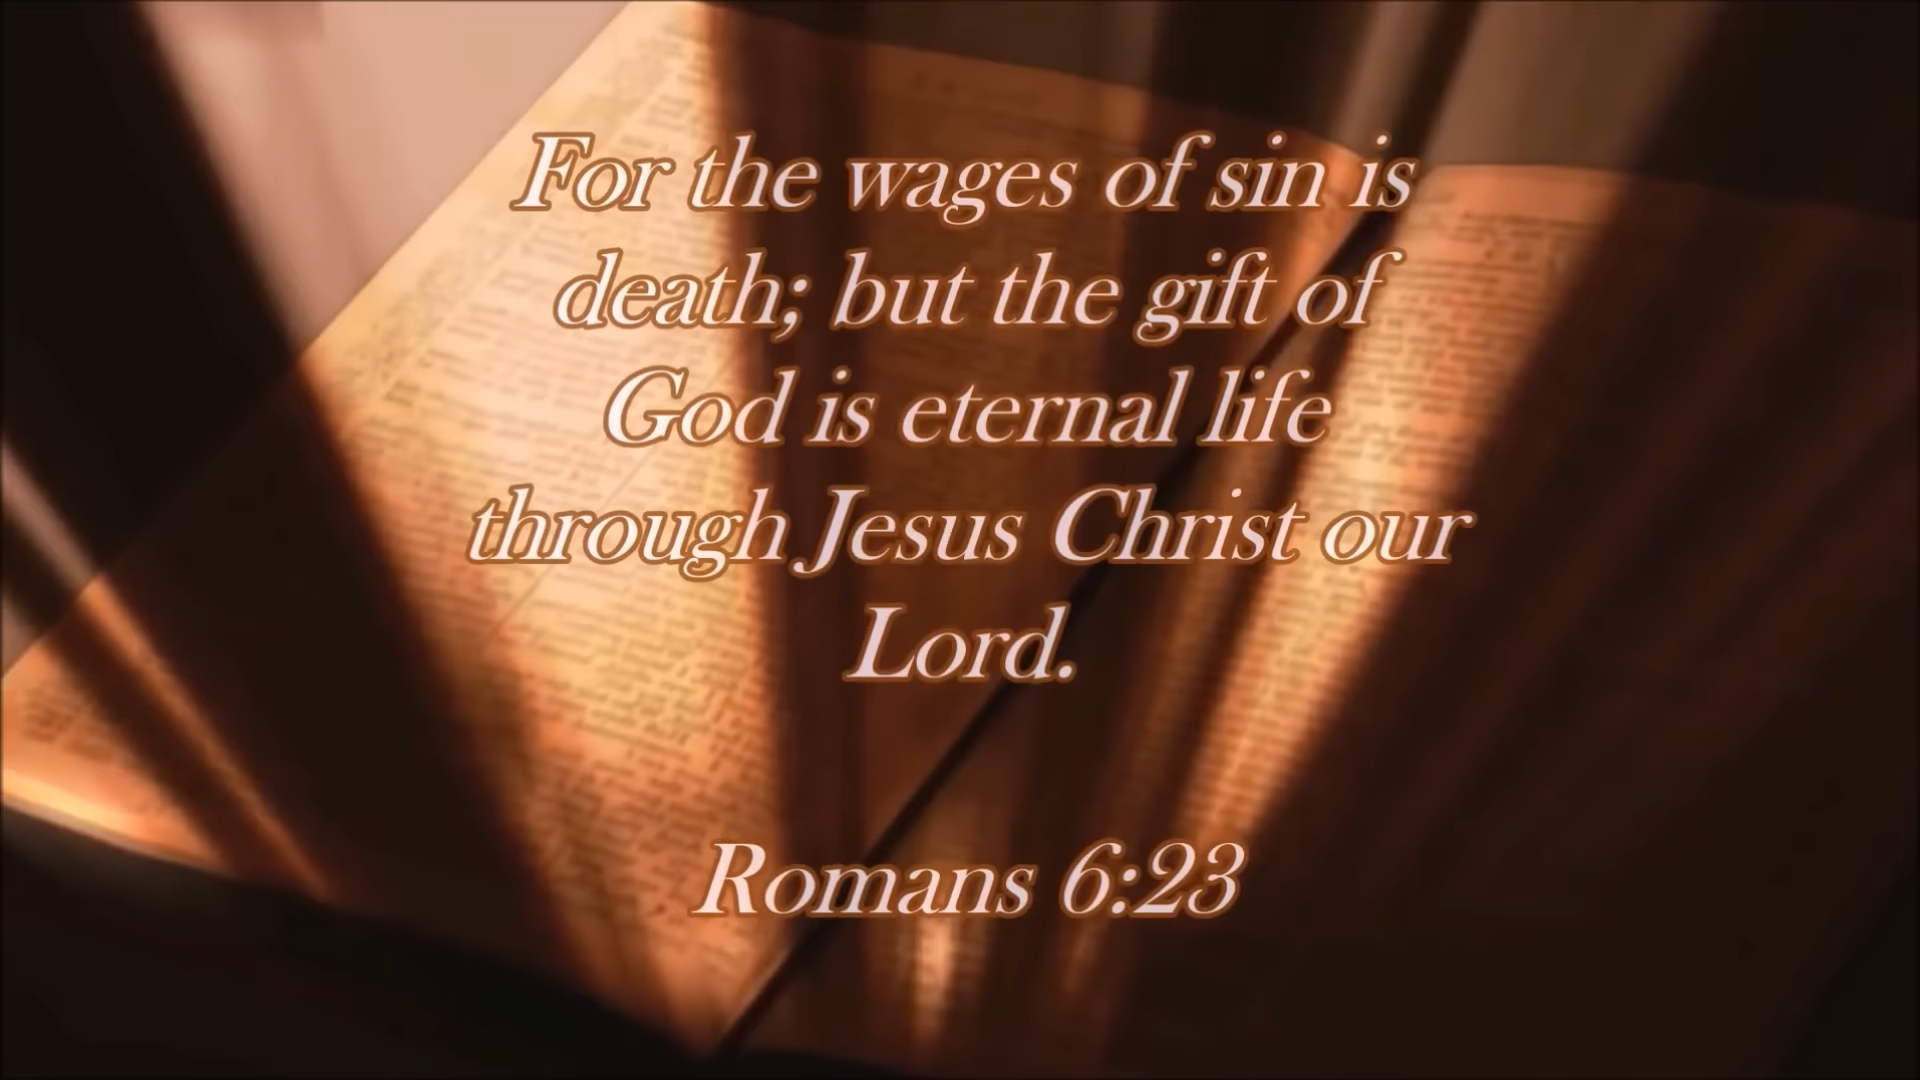 For the wages of sin is
death; but the gift of
God is eternal life
through Jesus Christ our
Lord.
Romans 6:23